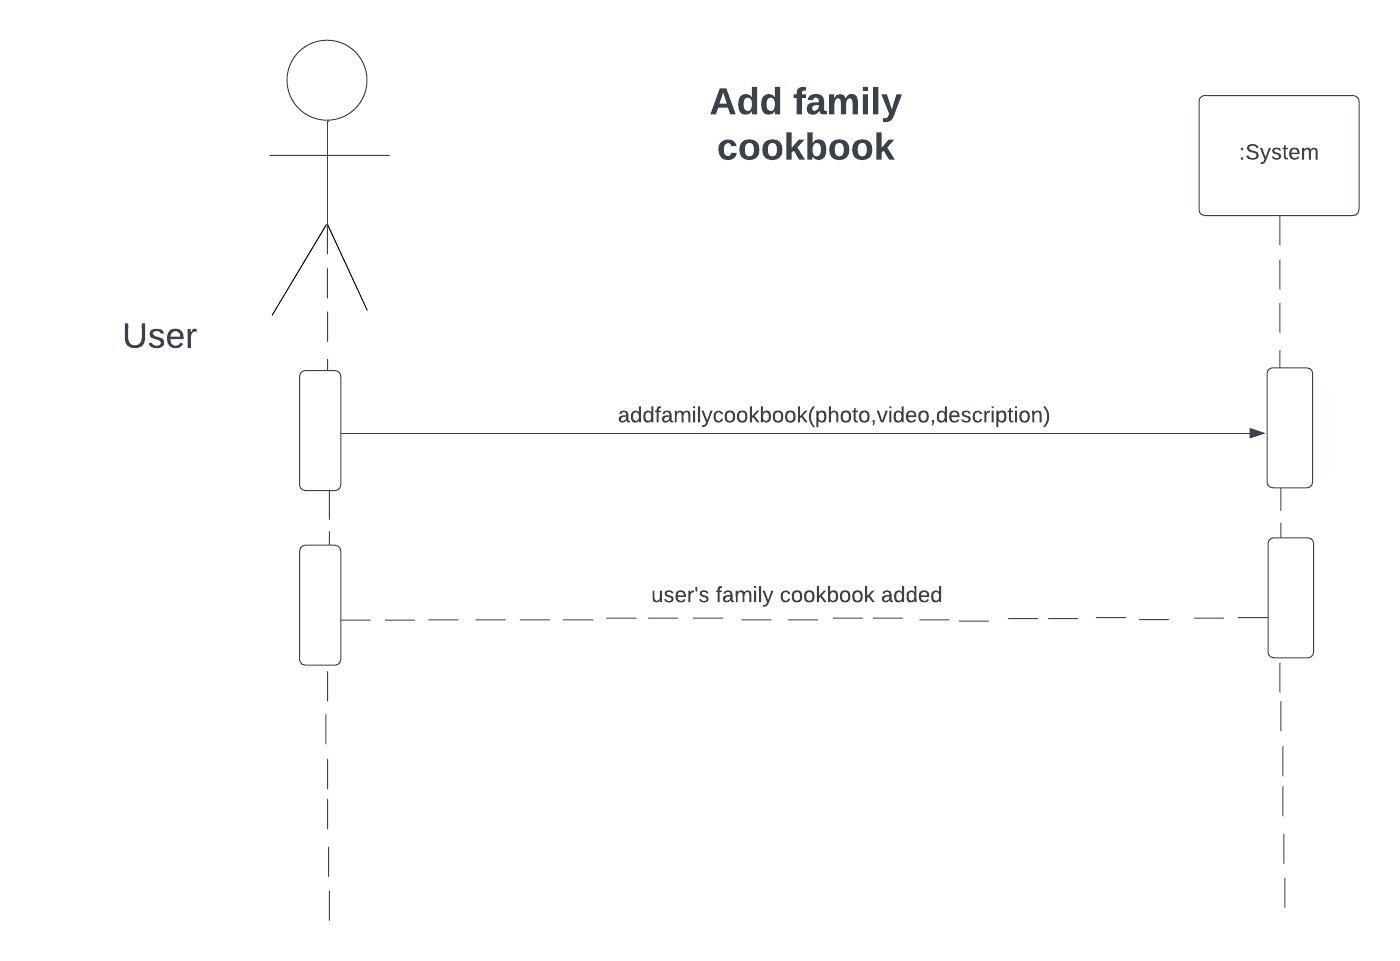 Add family
cookbook
:System
User
addfamilycookbook(photo,video,description)
user's family cookbook added